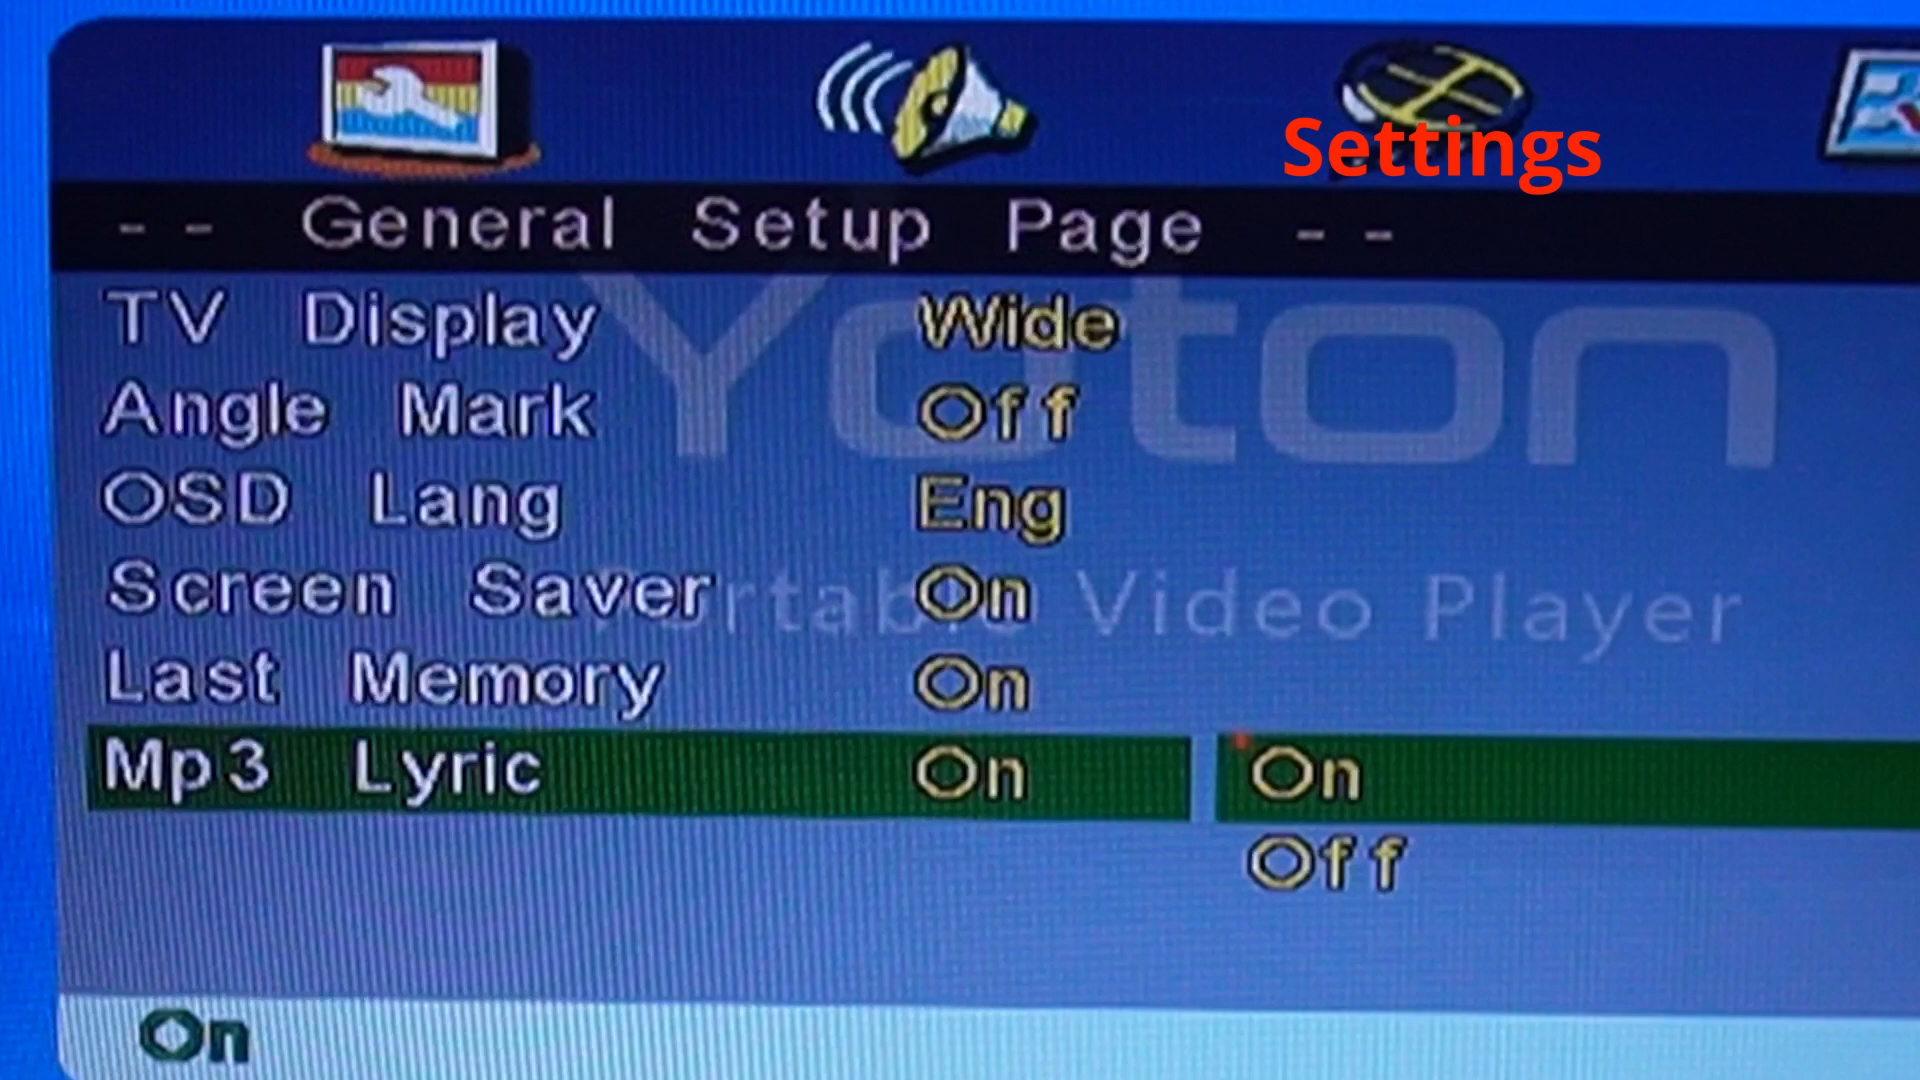 Settings
-- General Setup Page --
Yoton
TV Display Wide
Angle Mark Off
OSD Lang Eng
Portable Video Player
Screen Saver On
Last Memory On
Mp3 Lyric On On
Off
On